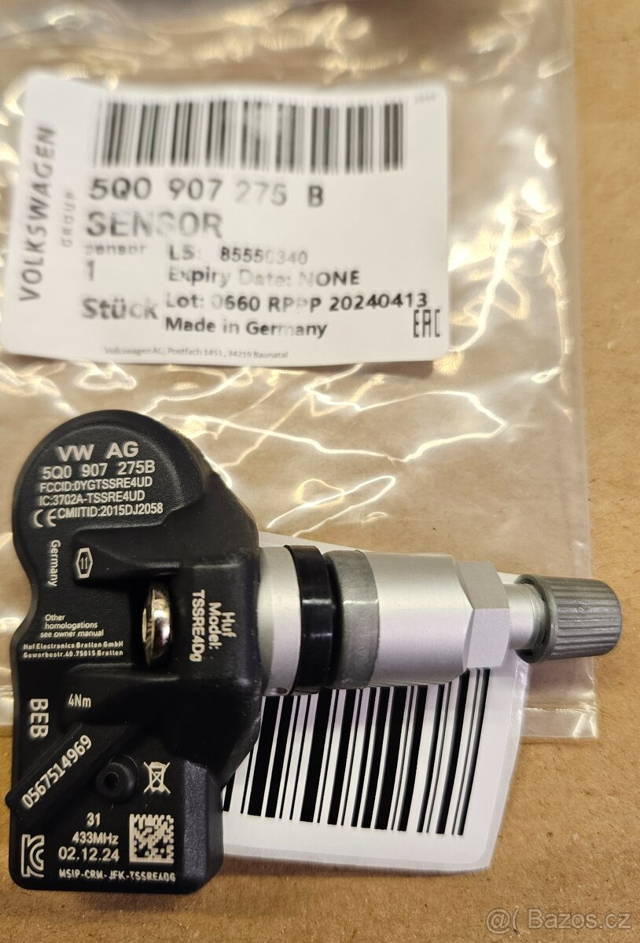 VOLKSWAGEN
GROUP
5Q0 907 275 B
SENSOR
sensor
LS: 85550340
1
Expiry Date: NONE
Stück
Lot: 0660 RPPP 20240413
Made in Germany
EAC
Volkswagen AG, Postfach 1451, 34219 Baunatal
VW AG
5Q0 907 275B
FCCID:0YGTSSRE4UD
IC:3702A-TSSRE4UD
CE CMIITID:2015DJ2058
Germany
11
Huf
Model:
TSSRE4Dg
Other
homologations
see owner manual
Huf Electronics Bretten GmbH
Gewerbestr.40.75015 Bretten
BEB
4Nm
0567514969
31
433MHz
02.12.24
MSIP-CRM-JFK-TSSRE4DG
@( Bazos.cz